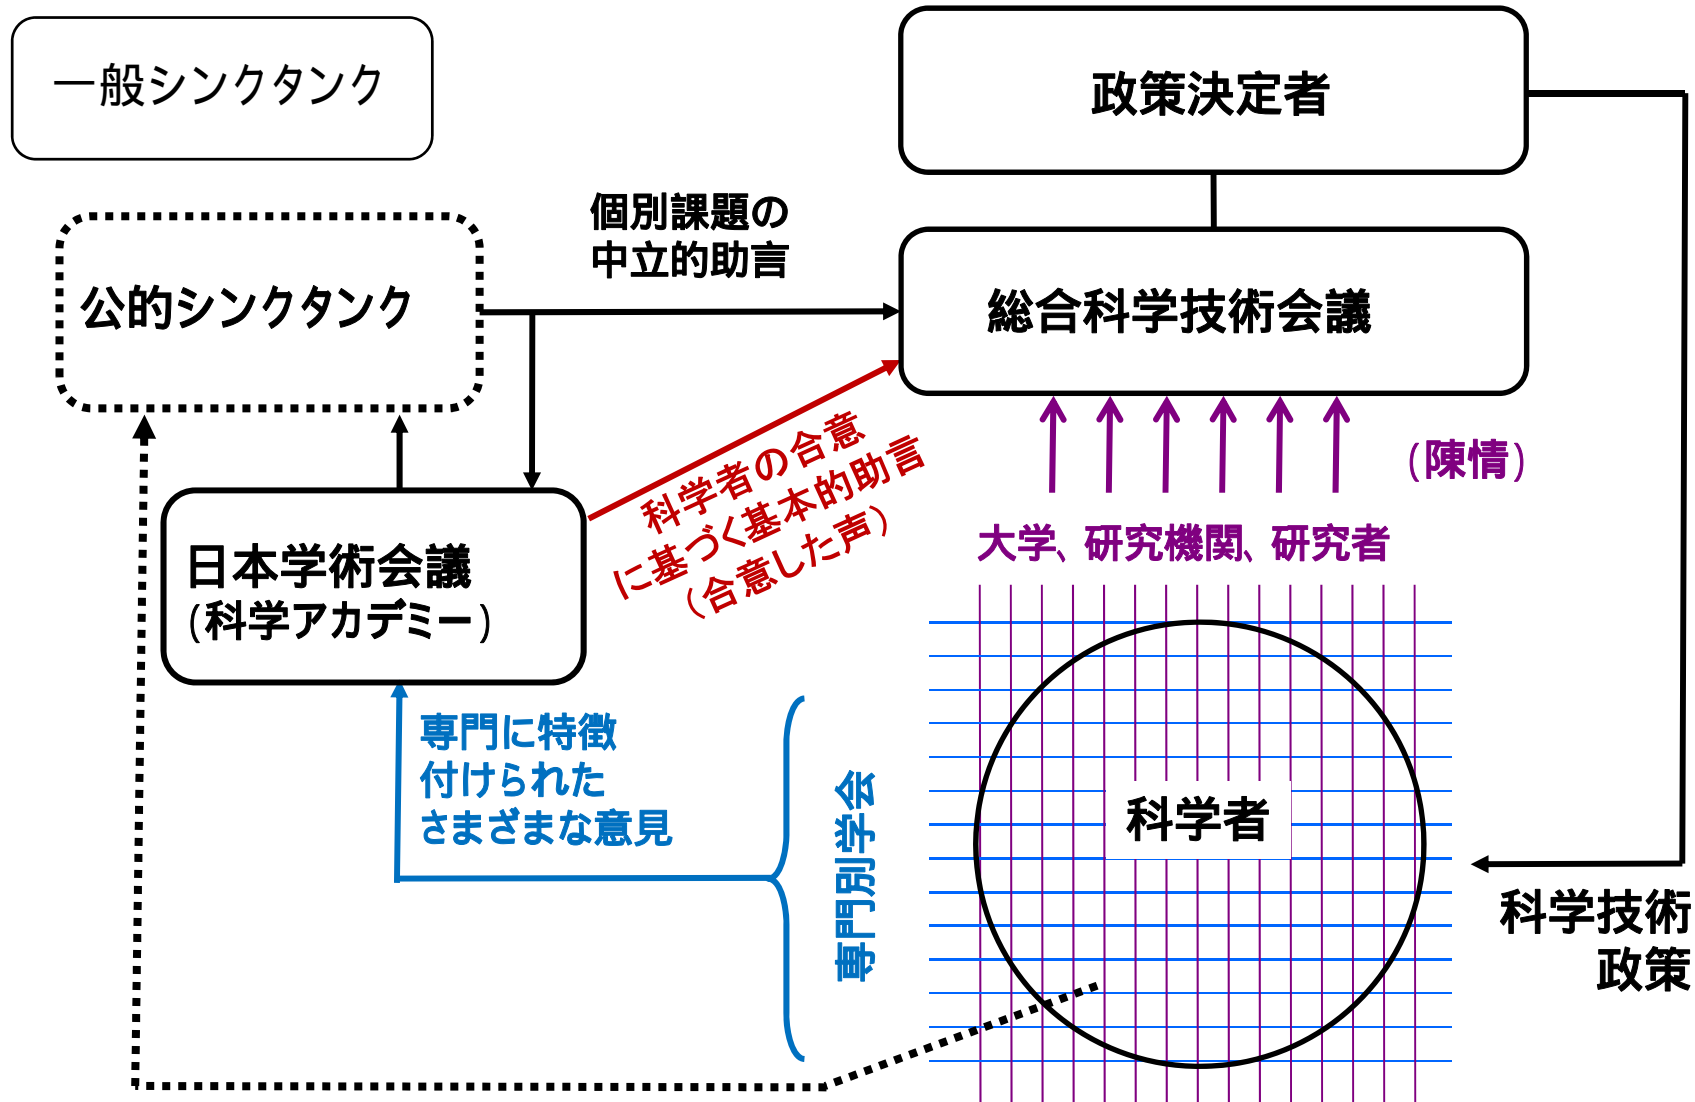 一般シンクタンク
政策決定者
個別課題の
中立的助言
公的シンクタンク
総合科学技術会議
科学者の合意
に基づく基本的助言
（合意した声）
（陳情）
大学、研究機関、研究者
日本学術会議
（科学アカデミー）
専門に特徴
付けられた
さまざまな意見
専門別学会
科学者
科学技術
政策